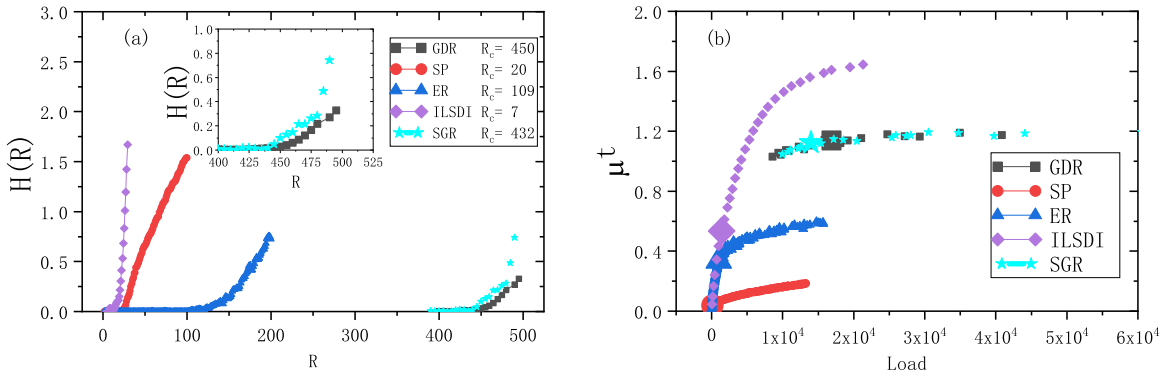 (a)
H(R)
3.0
2.5
2.0
1.5
1.0
0.5
0.0
0 100 200 300 400 500
R
H(R)
1.0
0.8
0.6
0.4
0.2
0.0
400 425 450 475 500 525
R
GDR R_c= 450
SP R_c= 20
ER R_c= 109
ILSDI R_c= 7
SGR R_c= 432
(b)
μt
2.0
1.6
1.2
0.8
0.4
0.0
0 1x10^4 2x10^4 3x10^4 4x10^4 5x10^4 6x10^4
Load
GDR
SP
ER
ILSDI
SGR